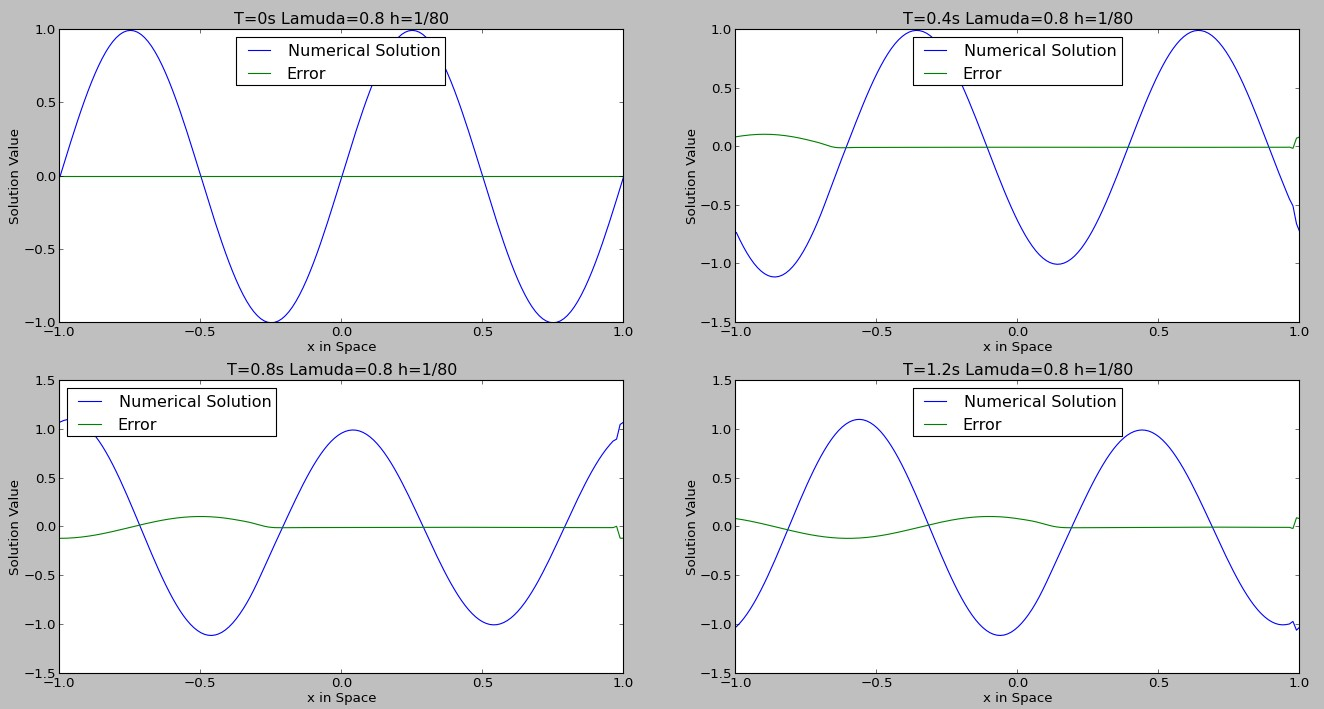 T=0s Lamuda=0.8 h=1/80
Numerical Solution
Error
Solution Value
1.0
0.5
0.0
−0.5
−1.0
−1.0
−0.5
0.0
0.5
1.0
x in Space
T=0.4s Lamuda=0.8 h=1/80
Numerical Solution
Error
Solution Value
1.0
0.5
0.0
−0.5
−1.0
−1.5
−1.0
−0.5
0.0
0.5
1.0
x in Space
T=0.8s Lamuda=0.8 h=1/80
Numerical Solution
Error
Solution Value
1.5
1.0
0.5
0.0
−0.5
−1.0
−1.5
−1.0
−0.5
0.0
0.5
1.0
x in Space
T=1.2s Lamuda=0.8 h=1/80
Numerical Solution
Error
Solution Value
1.5
1.0
0.5
0.0
−0.5
−1.0
−1.5
−1.0
−0.5
0.0
0.5
1.0
x in Space